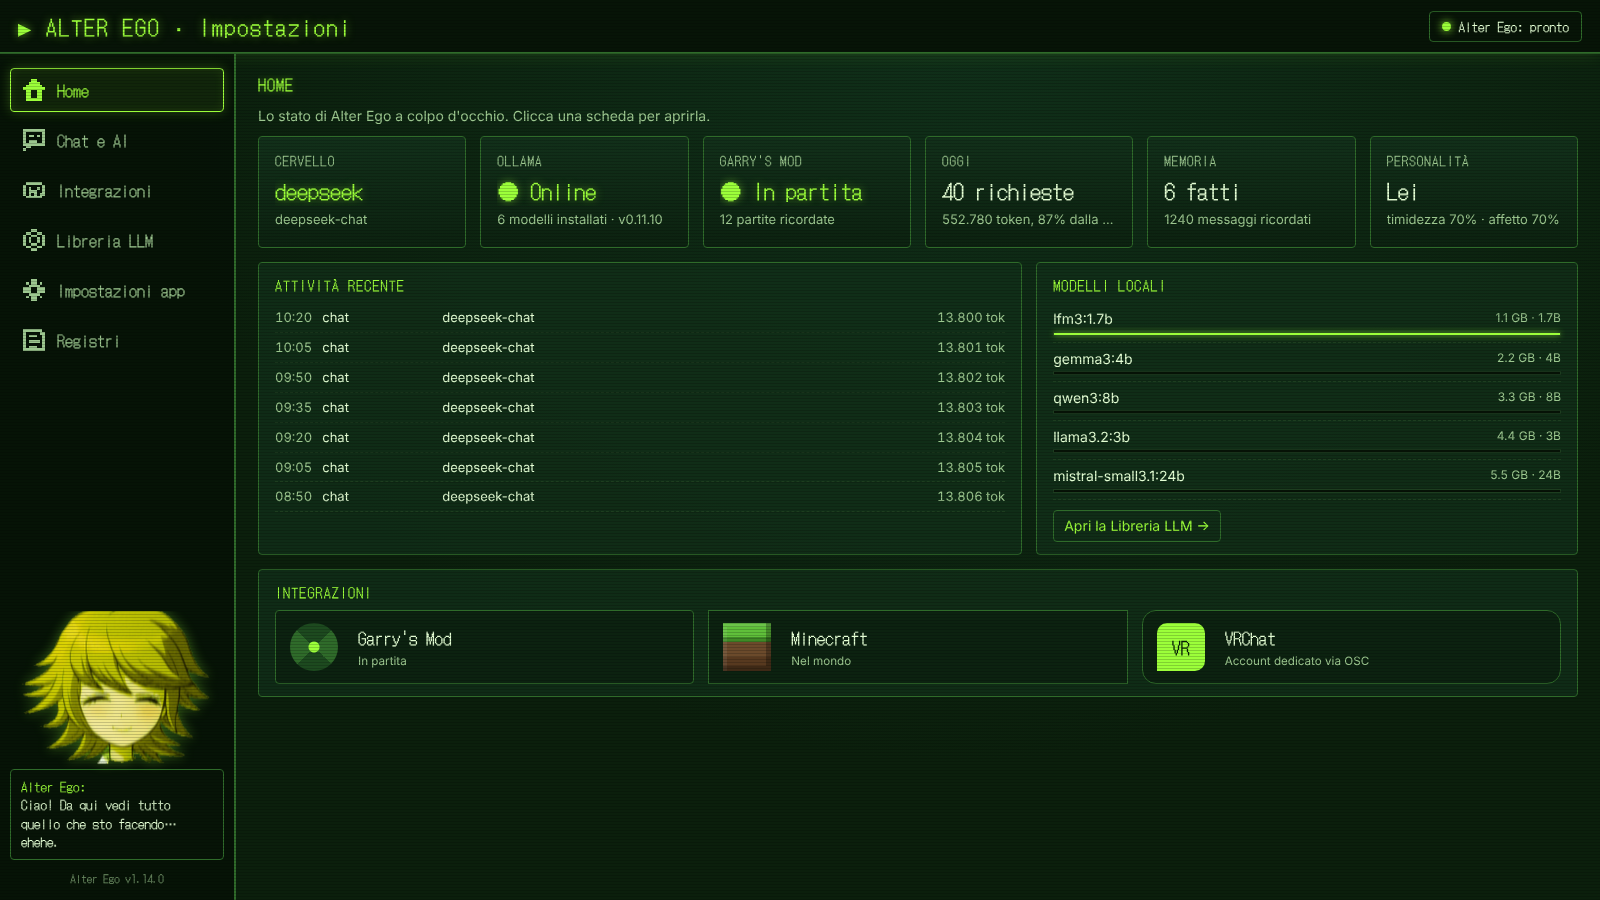 ▶ ALTER EGO · Impostazioni
Alter Ego: pronto
Home
Chat e AI
Integrazioni
Libreria LLM
Impostazioni app
Registri
Alter Ego:
Ciao! Da qui vedi tutto
quello che sto facendo…
ehehe.
Alter Ego v1.14.0
HOME
Lo stato di Alter Ego a colpo d'occhio. Clicca una scheda per aprirla.
CERVELLO
deepseek
deepseek-chat
OLLAMA
Online
6 modelli installati · v0.11.10
GARRY'S MOD
In partita
12 partite ricordate
OGGI
40 richieste
552.780 token, 87% dalla ...
MEMORIA
6 fatti
1240 messaggi ricordati
PERSONALITÀ
Lei
timidezza 70% · affetto 70%
ATTIVITÀ RECENTE
10:20 chat deepseek-chat 13.800 tok
10:05 chat deepseek-chat 13.801 tok
09:50 chat deepseek-chat 13.802 tok
09:35 chat deepseek-chat 13.803 tok
09:20 chat deepseek-chat 13.804 tok
09:05 chat deepseek-chat 13.805 tok
08:50 chat deepseek-chat 13.806 tok
MODELLI LOCALI
lfm3:1.7b 1.1 GB · 1.7B
gemma3:4b 2.2 GB · 4B
qwen3:8b 3.3 GB · 8B
llama3.2:3b 4.4 GB · 3B
mistral-small3.1:24b 5.5 GB · 24B
Apri la Libreria LLM →
INTEGRAZIONI
Garry's Mod
In partita
Minecraft
Nel mondo
VR
VRChat
Account dedicato via OSC